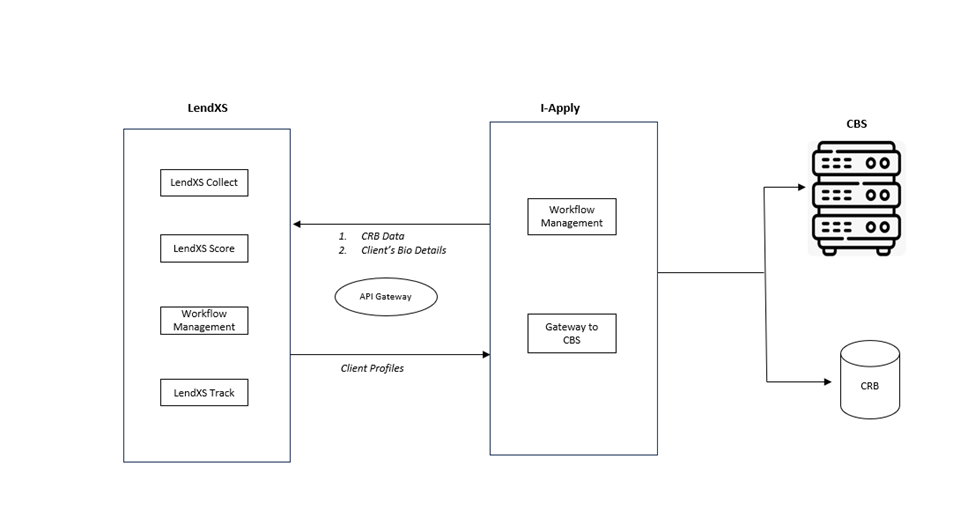 LendXS
I-Apply
CBS
LendXS Collect
LendXS Score
Workflow
Management
LendXS Track
1. CRB Data
2. Client's Bio Details
API Gateway
Client Profiles
Workflow
Management
Gateway to
CBS
CRB